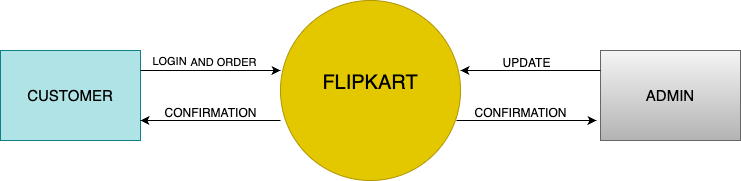 LOGIN AND ORDER
UPDATE
FLIPKART
CUSTOMER
ADMIN
CONFIRMATION
CONFIRMATION